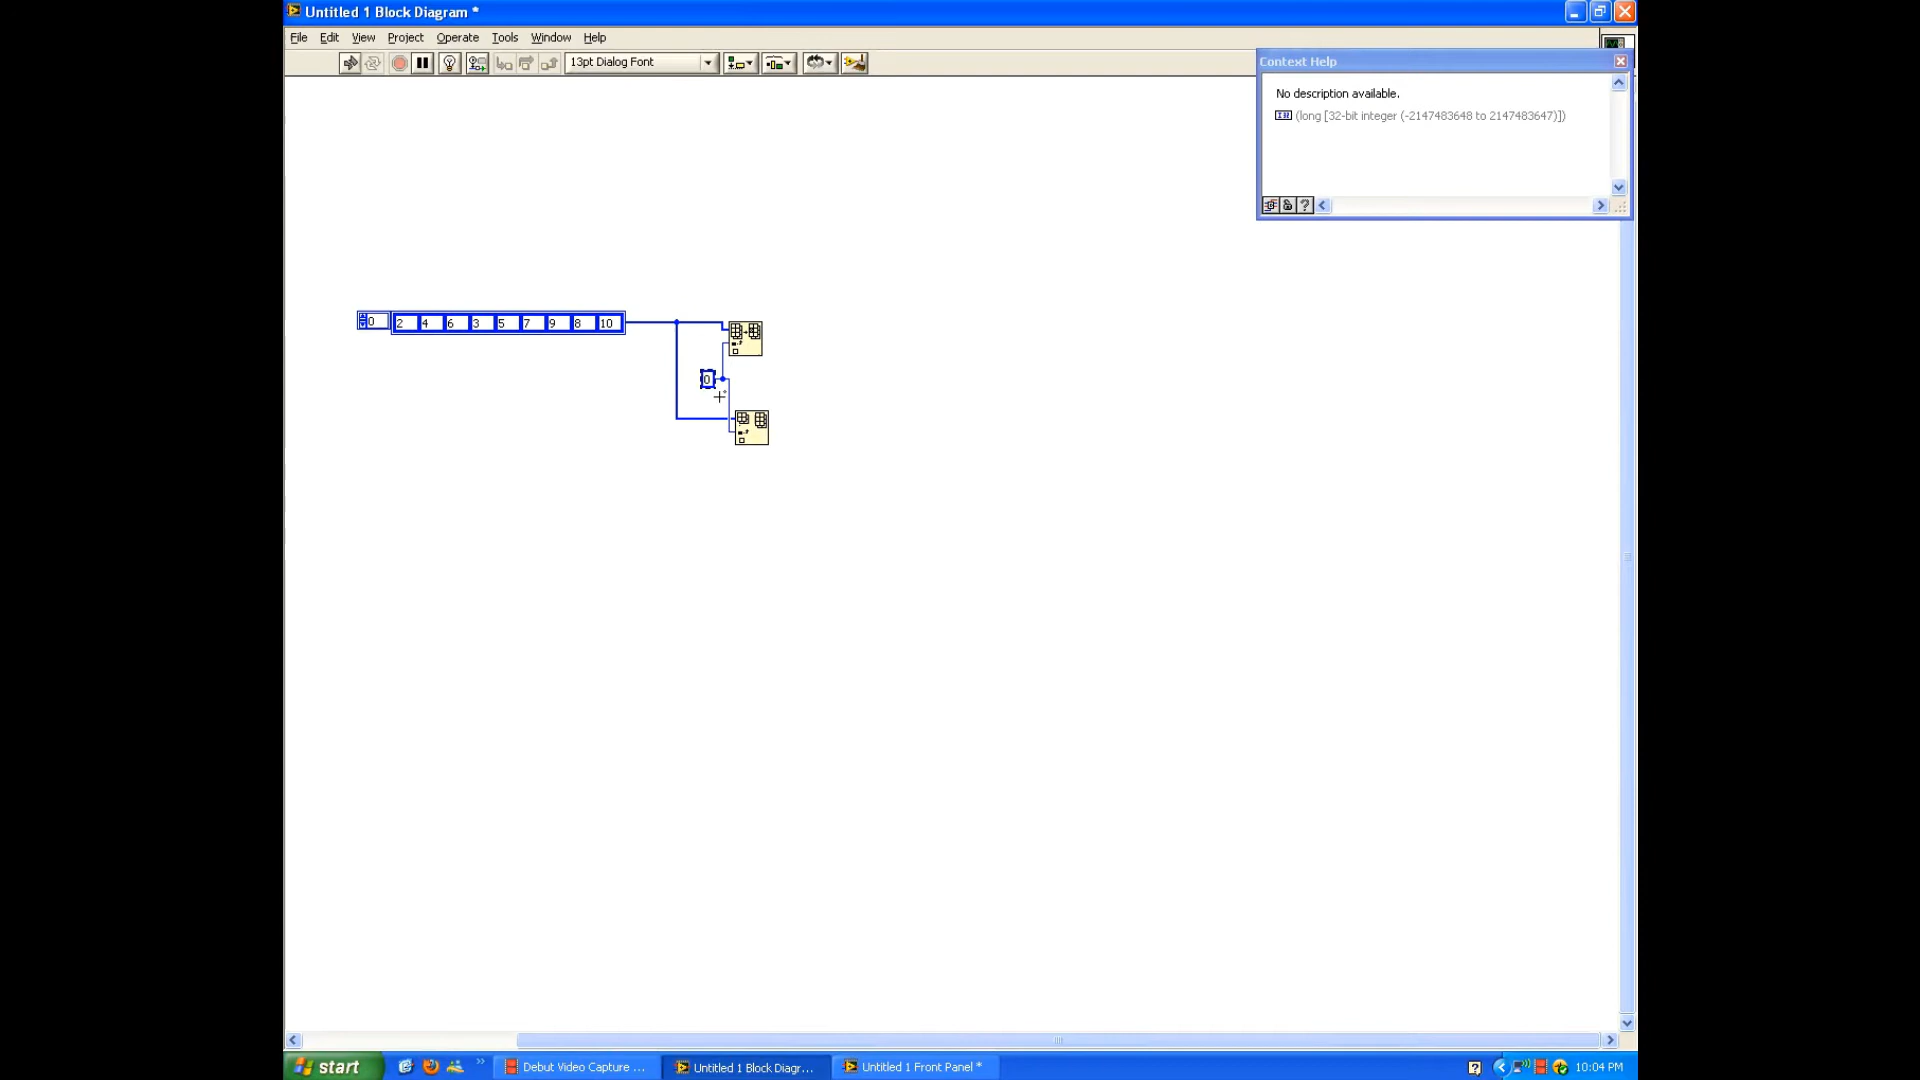 Untitled 1 Block Diagram *
File Edit View Project Operate Tools Window Help
13pt Dialog Font
Context Help
No description available.
(long [32-bit integer (-2147483648 to 2147483647)])
?
0 2 4 6 3 5 7 9 8 10
0
start
Debut Video Capture ...
Untitled 1 Block Diagr...
Untitled 1 Front Panel *
?
10:04 PM